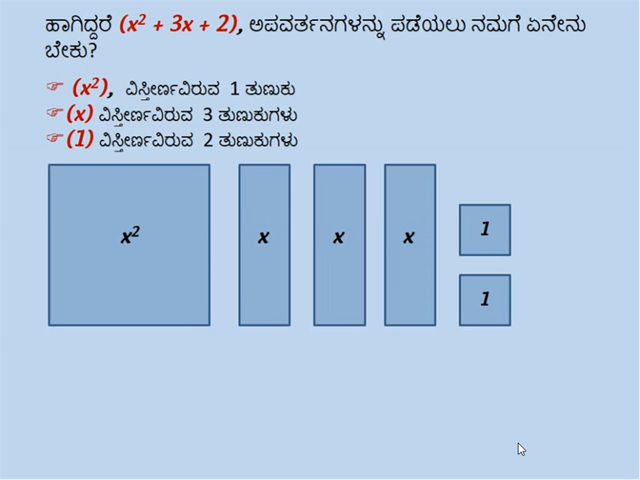 ಹಾಗಿದ್ದರೆ (x² + 3x + 2), ಅಪವರ್ತನಗಳನ್ನು ಪಡೆಯಲು ನಮಗೆ ಏನೇನು
ಬೇಕು?
☞ (x²), ವಿಸ್ತೀರ್ಣವಿರುವ 1 ತುಣುಕು
☞ (x) ವಿಸ್ತೀರ್ಣವಿರುವ 3 ತುಣುಕುಗಳು
☞ (1) ವಿಸ್ತೀರ್ಣವಿರುವ 2 ತುಣುಕುಗಳು
x² x x x 1
1